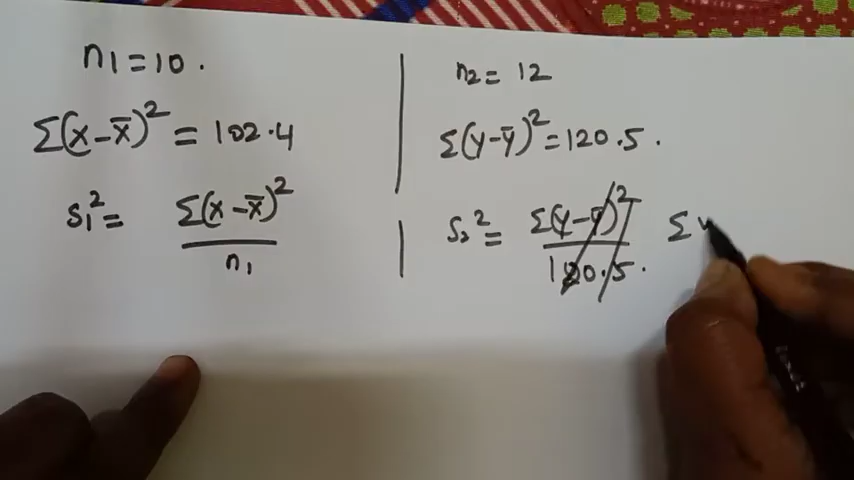 n₁ = 10.
Σ(x-x̅)² = 102.4
s₁² = Σ(x-x̅)²
n₁
n₂ = 12
Σ(y-y̅)² = 120.5.
s₂² = Σ(y-y̅)² Σ y
120.5.